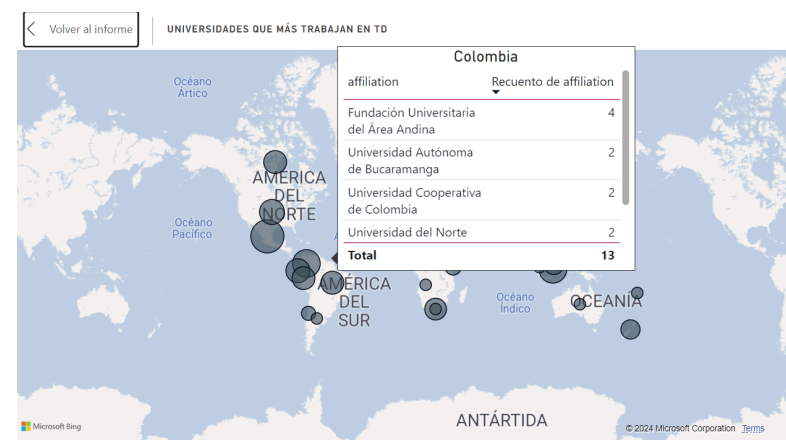 Volver al informe
UNIVERSIDADES QUE MÁS TRABAJAN EN TD
Colombia
affiliation Recuento de affiliation
Fundación Universitaria
del Área Andina 4
Universidad Autónoma
de Bucaramanga 2
Universidad Cooperativa
de Colombia 2
Universidad del Norte 2
Total 13
Océano
Ártico
AMÉRICA
DEL
NORTE
Océano
Pacífico
AMÉRICA
DEL
SUR
Océano
Índico
OCEANÍA
ANTÁRTIDA
Microsoft Bing
© 2024 Microsoft Corporation Terms